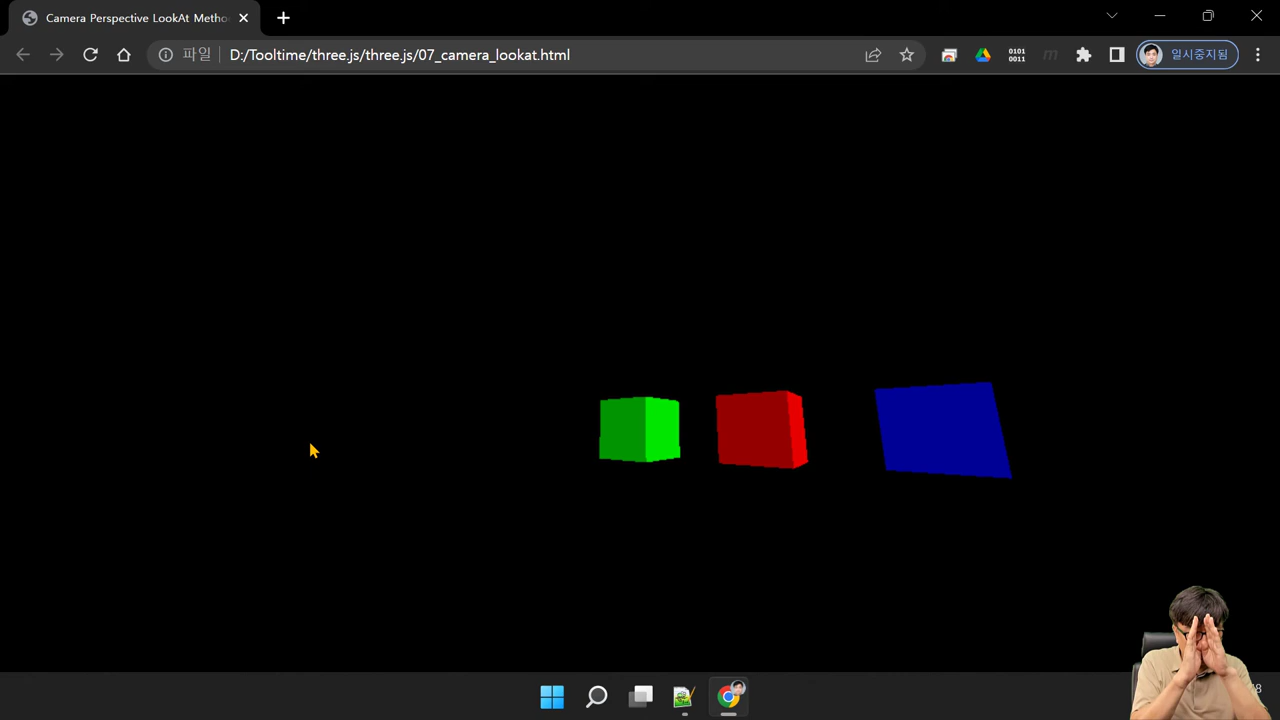 Camera Perspective LookAt Metho
파일
D:/Tooltime/three.js/three.js/07_camera_lookat.html
0101
0011
m
일시중지됨